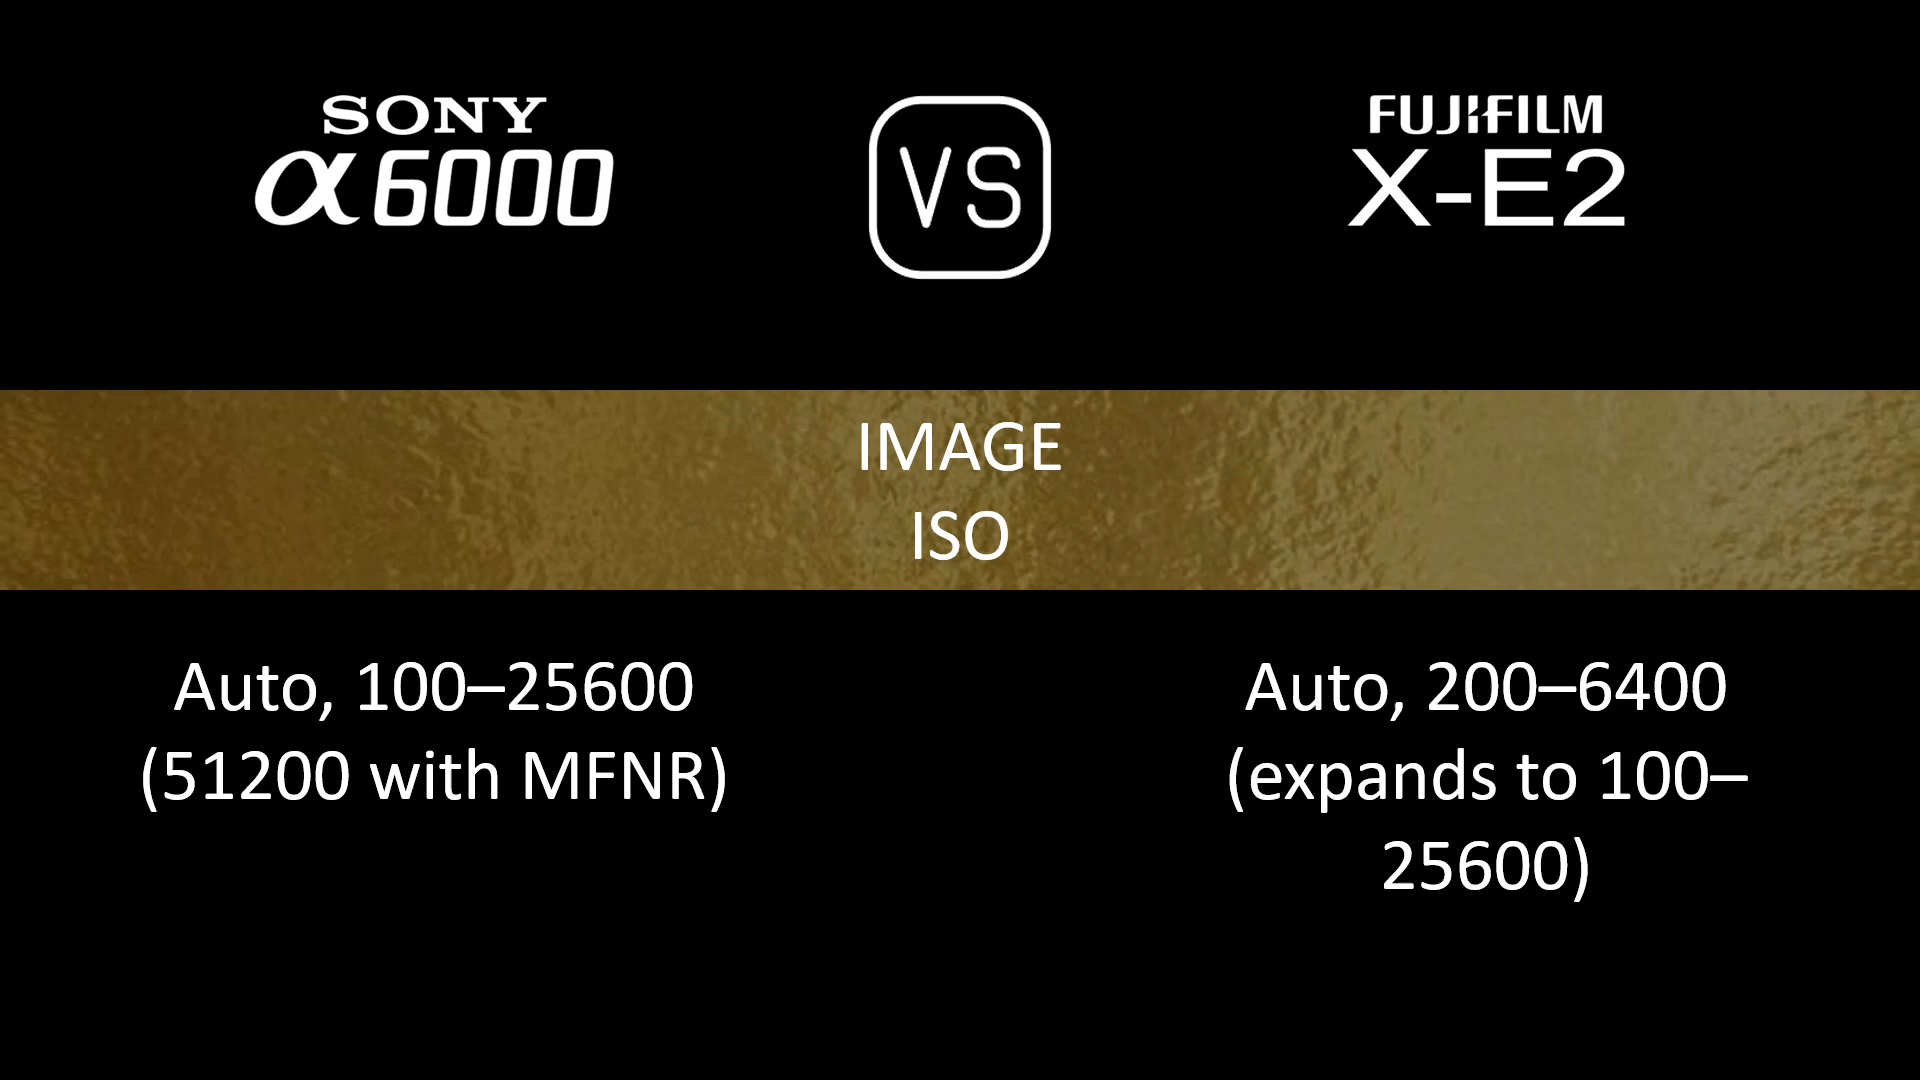 SONY
α6000
VS
FUJIFILM
X-E2
IMAGE
ISO
Auto, 100–25600
(51200 with MFNR)
Auto, 200–6400
(expands to 100–
25600)